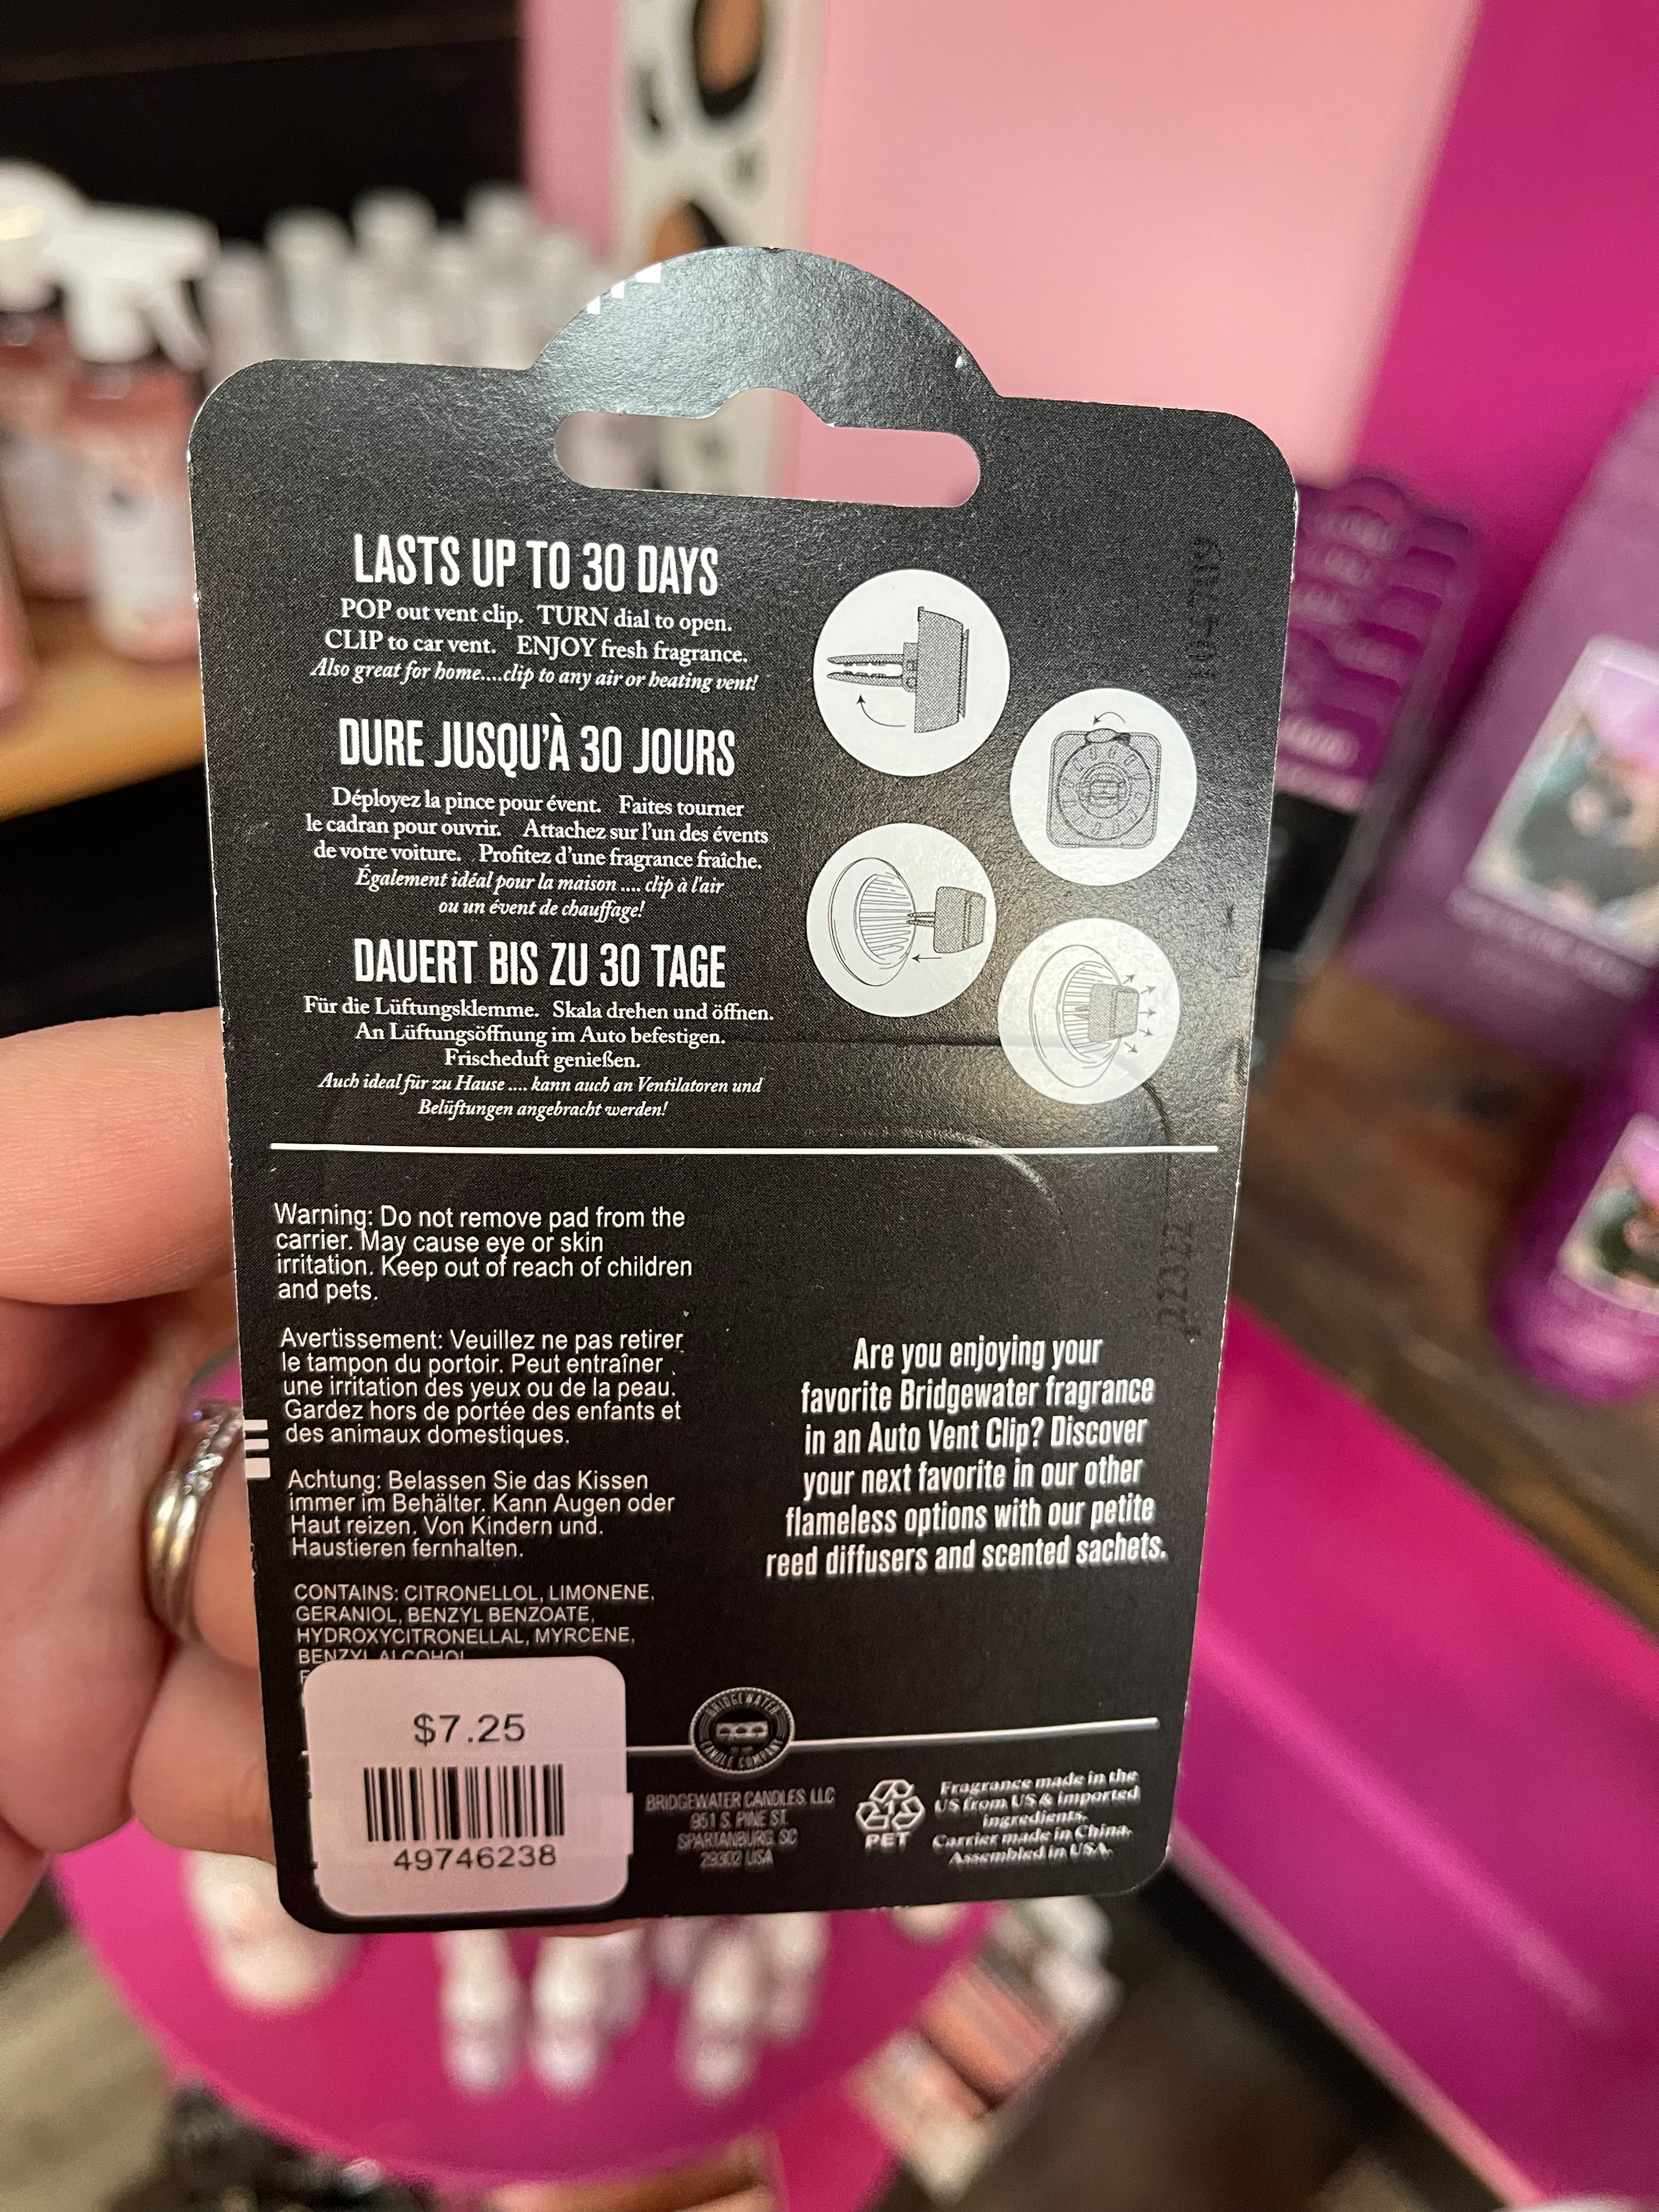 LASTS UP TO 30 DAYS
POP out vent clip. TURN dial to open.
CLIP to car vent. ENJOY fresh fragrance.
Also great for home....clip to any air or heating vent!
DURE JUSQU'À 30 JOURS
Déployez la pince pour évent. Faites tourner
le cadran pour ouvrir. Attachez sur l'un des évents
de votre voiture. Profitez d'une fragrance fraîche.
Également idéal pour la maison .... clip à l'air
ou un évent de chauffage!
DAUERT BIS ZU 30 TAGE
Für die Lüftungsklemme. Skala drehen und öffnen.
An Lüftungsöffnung im Auto befestigen.
Frischeduft genießen.
Auch ideal für zu Hause .... kann auch an Ventilatoren und
Belüftungen angebracht werden!
Warning: Do not remove pad from the
carrier. May cause eye or skin
irritation. Keep out of reach of children
and pets.
Avertissement: Veuillez ne pas retirer
le tampon du portoir. Peut entraîner
une irritation des yeux ou de la peau.
Gardez hors de portée des enfants et
des animaux domestiques.
Achtung: Belassen Sie das Kissen
immer im Behälter. Kann Augen oder
Haut reizen. Von Kindern und.
Haustieren fernhalten.
CONTAINS: CITRONELLOL, LIMONENE,
GERANIOL, BENZYL BENZOATE,
HYDROXYCITRONELLAL, MYRCENE,
BENZYL ALCOHOL
Are you enjoying your
favorite Bridgewater fragrance
in an Auto Vent Clip? Discover
your next favorite in our other
flameless options with our petite
reed diffusers and scented sachets.
22322
$7.25
49746238
BRIDGEWATER
CANDLE COMPANY
BRIDGEWATER CANDLES, LLC
951 S. PINE ST.
SPARTANBURG, SC
29302 USA
1
PET
Fragrance made in the
US from US & imported
ingredients.
Carrier made in China.
Assembled in USA.